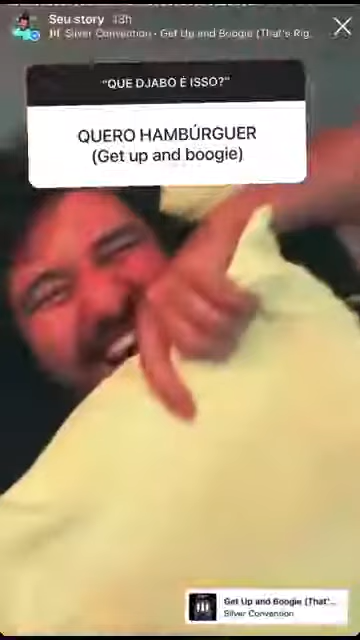 Seu story 13h
Silver Convention • Get Up and Boogie (That's Rig..
"QUE DJABO É ISSO?"
QUERO HAMBÚRGUER
(Get up and boogie)
Get Up and Boogie (That'...
Silver Convention